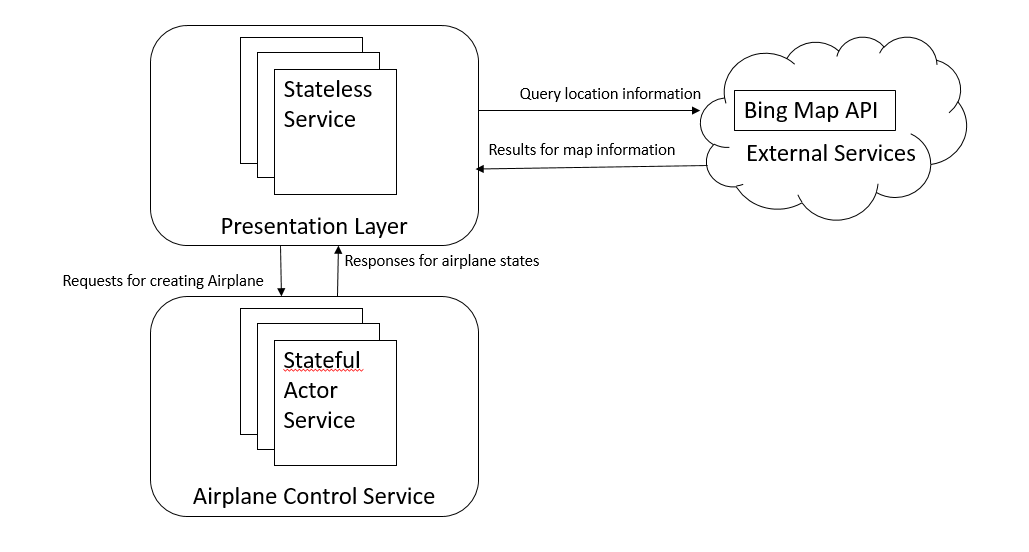 Stateless
Service
Presentation Layer
Query location information
Results for map information
Bing Map API
External Services
Requests for creating Airplane
Responses for airplane states
Stateful
Actor
Service
Airplane Control Service